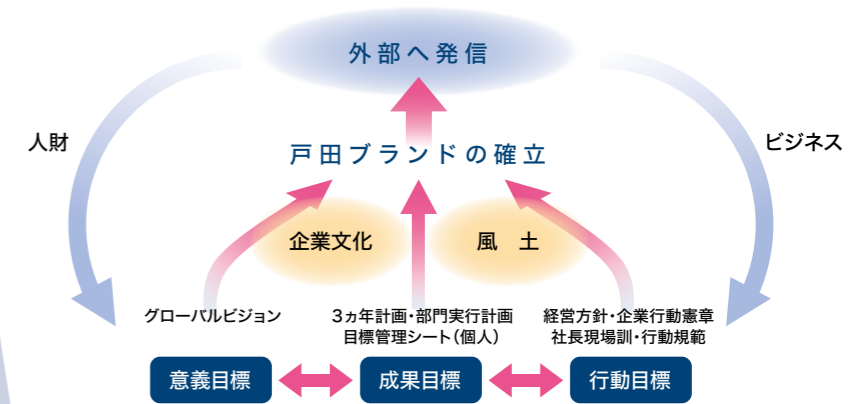 外部へ発信
人財
ビジネス
戸田ブランドの確立
企業文化
風 土
グローバルビジョン
3ヵ年計画・部門実行計画
目標管理シート(個人)
経営方針・企業行動憲章
社長現場訓・行動規範
意義目標
成果目標
行動目標